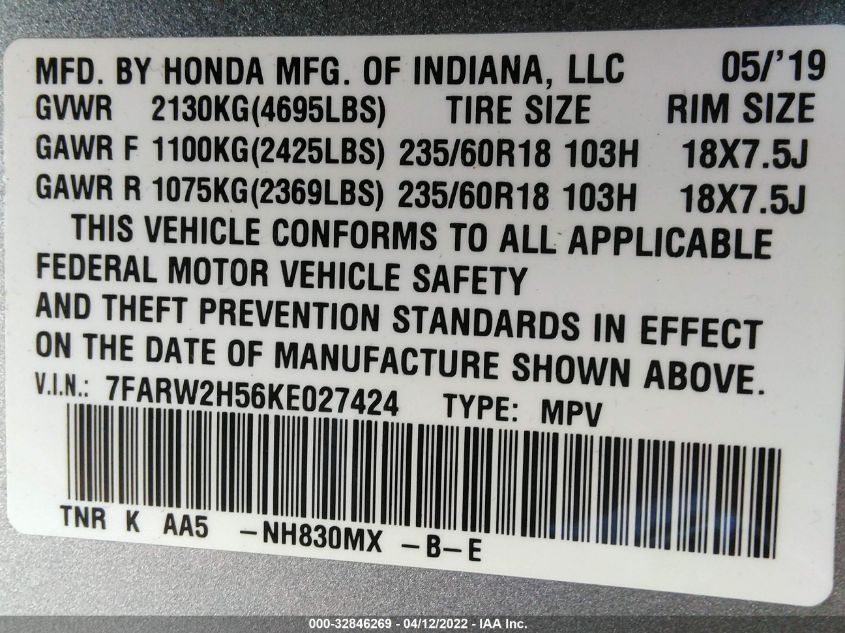 MFD. BY HONDA MFG. OF INDIANA, LLC 05/'19
GVWR 2130KG(4695LBS) TIRE SIZE RIM SIZE
GAWR F 1100KG(2425LBS) 235/60R18 103H 18X7.5J
GAWR R 1075KG(2369LBS) 235/60R18 103H 18X7.5J
THIS VEHICLE CONFORMS TO ALL APPLICABLE
FEDERAL MOTOR VEHICLE SAFETY
AND THEFT PREVENTION STANDARDS IN EFFECT
ON THE DATE OF MANUFACTURE SHOWN ABOVE.
V.I.N.: 7FARW2H56KE027424 TYPE: MPV
TNR K AA5 -NH830MX -B-E
000-32846269 - 04/12/2022 - IAA Inc.